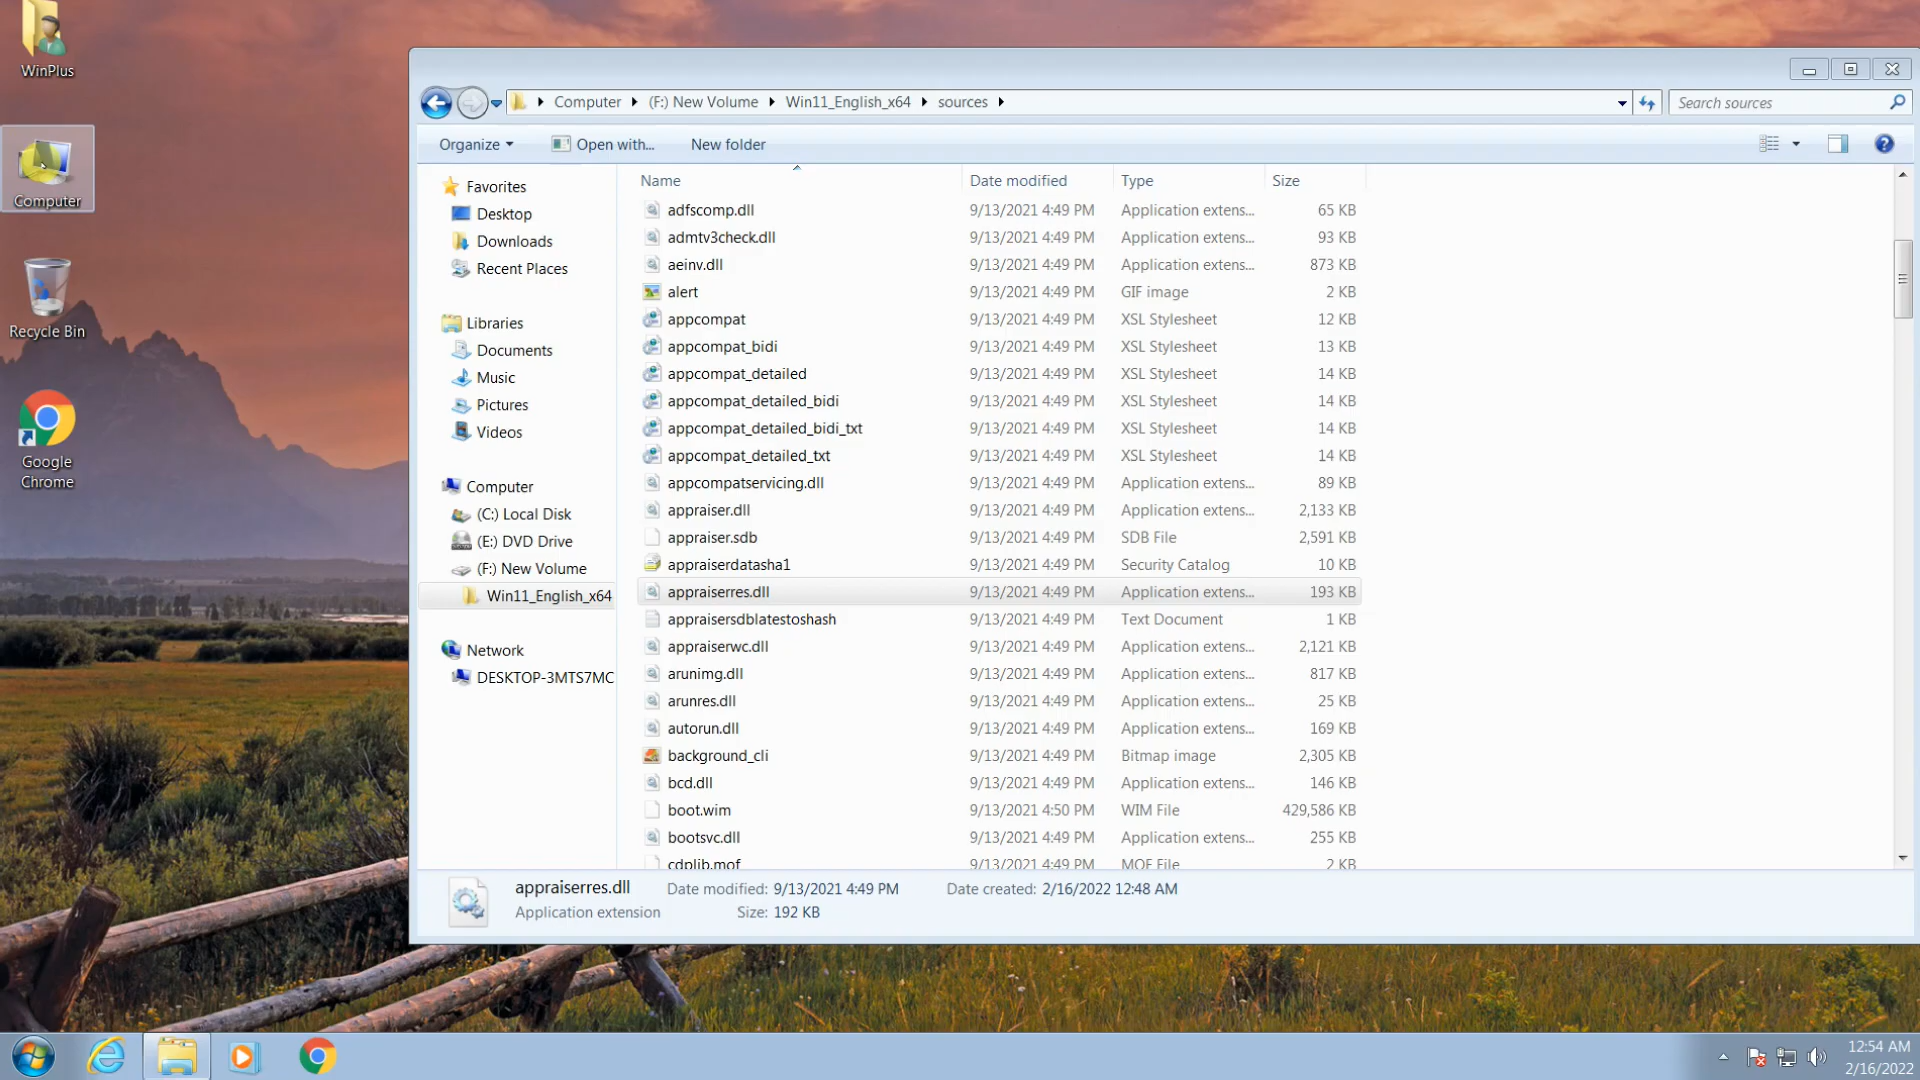 WinPlus
Computer
Recycle Bin
Google
Chrome
Computer (F:) New Volume Win11_English_x64 sources
Search sources
Organize Open with... New folder
Favorites
Desktop
Downloads
Recent Places
Libraries
Documents
Music
Pictures
Videos
Computer
(C:) Local Disk
(E:) DVD Drive
(F:) New Volume
Win11_English_x64
Network
DESKTOP-3MTS7MC
Name Date modified Type Size
adfscomp.dll 9/13/2021 4:49 PM Application extens... 65 KB
admtv3check.dll 9/13/2021 4:49 PM Application extens... 93 KB
aeinv.dll 9/13/2021 4:49 PM Application extens... 873 KB
alert 9/13/2021 4:49 PM GIF image 2 KB
appcompat 9/13/2021 4:49 PM XSL Stylesheet 12 KB
appcompat_bidi 9/13/2021 4:49 PM XSL Stylesheet 13 KB
appcompat_detailed 9/13/2021 4:49 PM XSL Stylesheet 14 KB
appcompat_detailed_bidi 9/13/2021 4:49 PM XSL Stylesheet 14 KB
appcompat_detailed_bidi_txt 9/13/2021 4:49 PM XSL Stylesheet 14 KB
appcompat_detailed_txt 9/13/2021 4:49 PM XSL Stylesheet 14 KB
appcompatservicing.dll 9/13/2021 4:49 PM Application extens... 89 KB
appraiser.dll 9/13/2021 4:49 PM Application extens... 2,133 KB
appraiser.sdb 9/13/2021 4:49 PM SDB File 2,591 KB
appraiserdatasha1 9/13/2021 4:49 PM Security Catalog 10 KB
appraiserres.dll 9/13/2021 4:49 PM Application extens... 193 KB
appraisersdblatestoshash 9/13/2021 4:49 PM Text Document 1 KB
appraiserwc.dll 9/13/2021 4:49 PM Application extens... 2,121 KB
arunimg.dll 9/13/2021 4:49 PM Application extens... 817 KB
arunres.dll 9/13/2021 4:49 PM Application extens... 25 KB
autorun.dll 9/13/2021 4:49 PM Application extens... 169 KB
background_cli 9/13/2021 4:49 PM Bitmap image 2,305 KB
bcd.dll 9/13/2021 4:49 PM Application extens... 146 KB
boot.wim 9/13/2021 4:50 PM WIM File 429,586 KB
bootsvc.dll 9/13/2021 4:49 PM Application extens... 255 KB
cdplib.mof 9/13/2021 4:49 PM MOF File 2 KB
appraiserres.dll Date modified: 9/13/2021 4:49 PM Date created: 2/16/2022 12:48 AM
Application extension Size: 192 KB
12:54 AM
2/16/2022